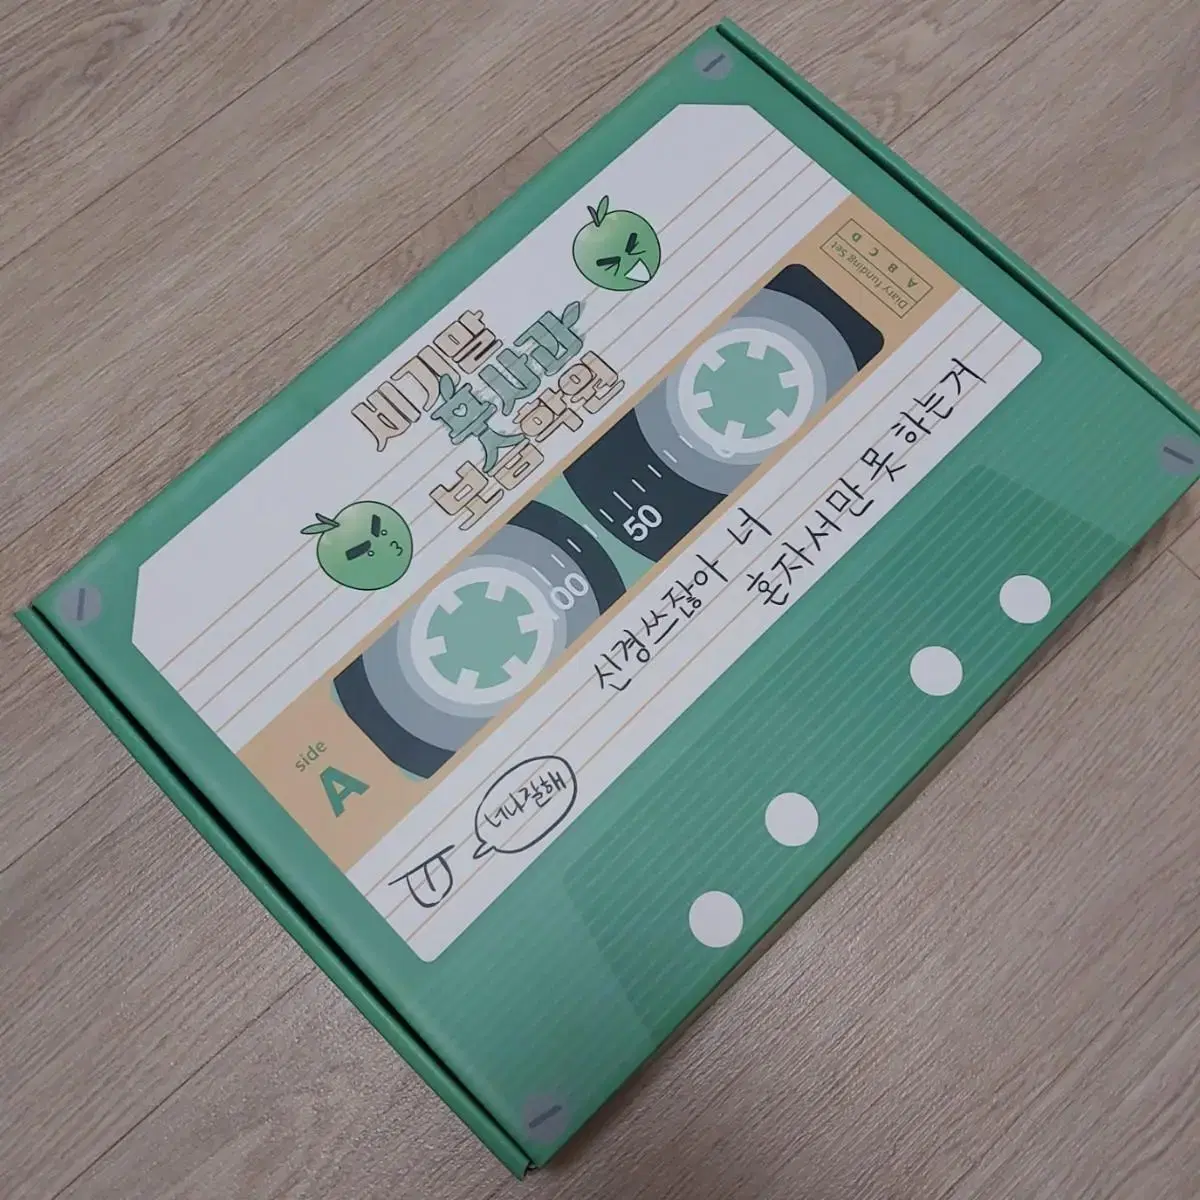 세기말
풋사과
보습학원
Diary funding Set
A B C D
50
00
신경쓰잖아 너
혼자서만 못 하는거
side
A
너나잘해